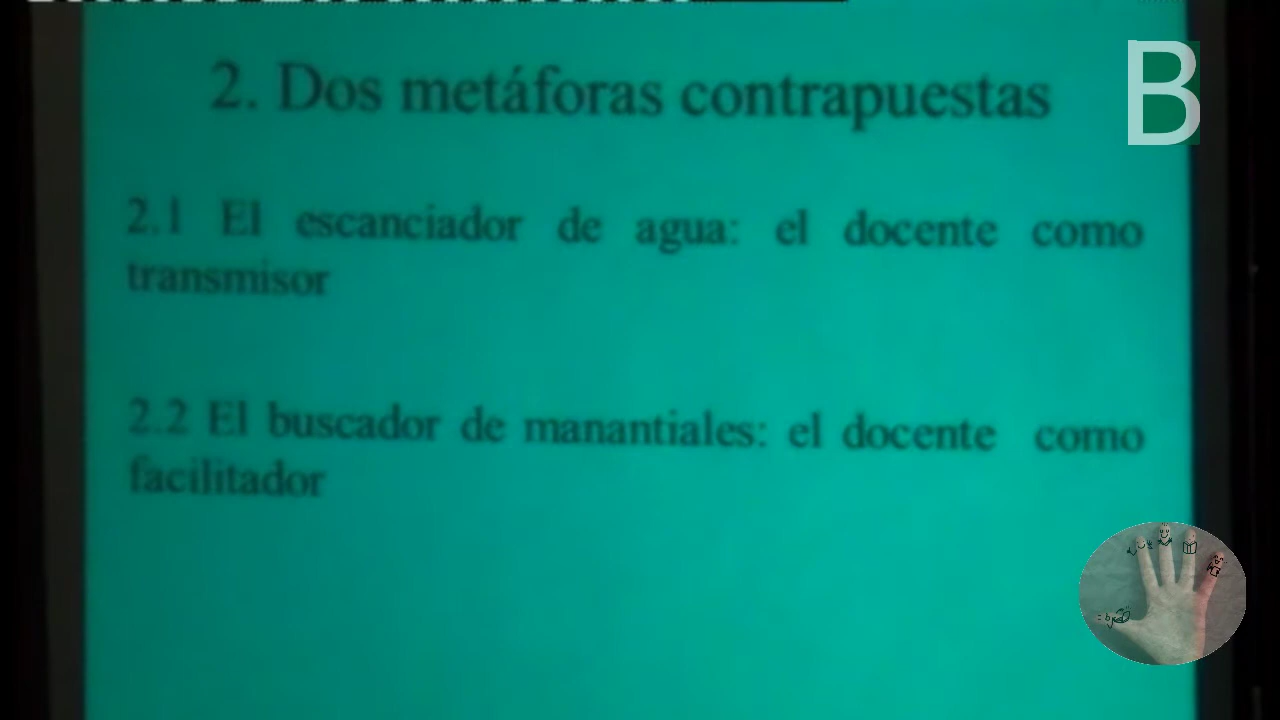 2. Dos metáforas contrapuestas
B
2.1 El escanciador de agua: el docente como
transmisor
2.2 El buscador de manantiales: el docente como
facilitador